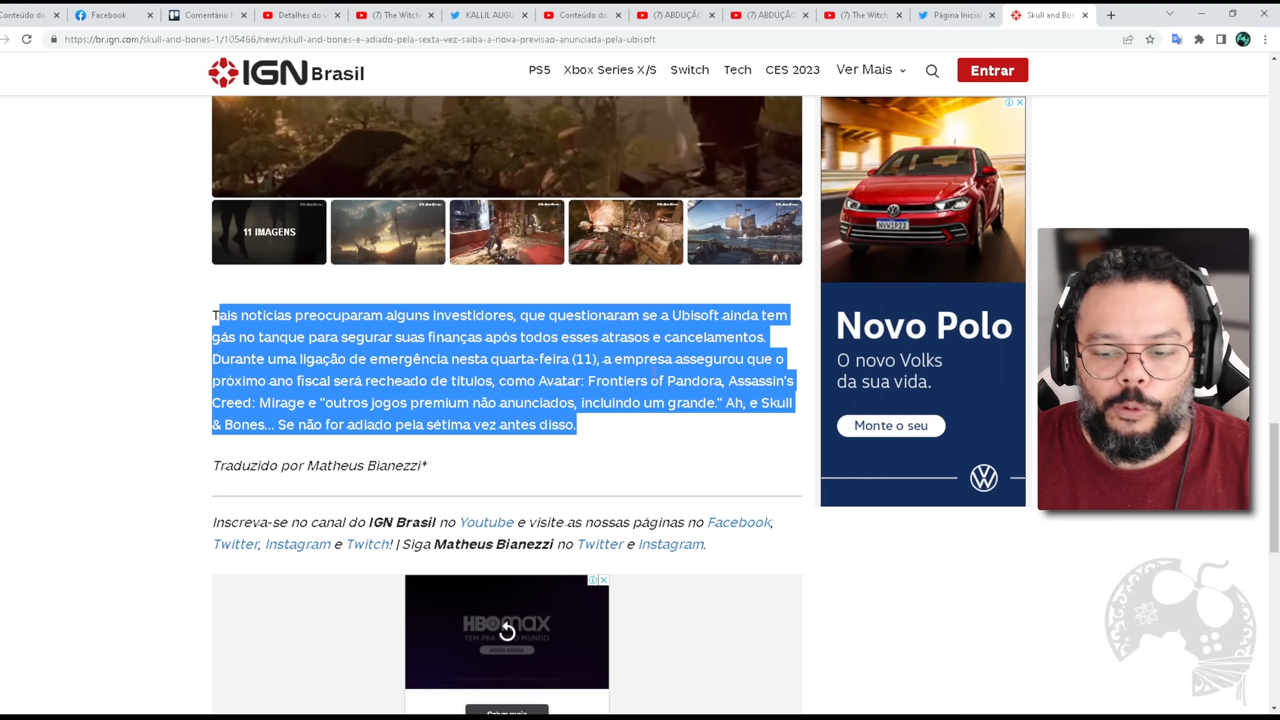 Conteúdo do
Facebook
Comentário F
Detalhes do v
(7) The Witch
KALLIL AUGU
Conteúdo do
(7) ABDUÇÃ
(7) ABDUÇÃ
(7) The Witch
Página Inicial
Skull and Bon
https://br.ign.com/skull-and-bones-1/105466/news/skull-and-bones-e-adiado-pela-sexta-vez-saiba-a-nova-previsao-anunciada-pela-ubisoft
IGN Brasil
PS5 Xbox Series X/S Switch Tech CES 2023 Ver Mais
Entrar
11 IMAGENS
Tais notícias preocuparam alguns investidores, que questionaram se a Ubisoft ainda tem
gás no tanque para segurar suas finanças após todos esses atrasos e cancelamentos.
Durante uma ligação de emergência nesta quarta-feira (11), a empresa assegurou que o
próximo ano fiscal será recheado de títulos, como Avatar: Frontiers of Pandora, Assassin's
Creed: Mirage e "outros jogos premium não anunciados, incluindo um grande." Ah, e Skull
& Bones... Se não for adiado pela sétima vez antes disso.
Traduzido por Matheus Bianezzi*
Inscreva-se no canal do IGN Brasil no Youtube e visite as nossas páginas no Facebook,
Twitter, Instagram e Twitch! | Siga Matheus Bianezzi no Twitter e Instagram.
Novo Polo
O novo Volks
da sua vida.
Monte o seu
HBOmax
TEM PRA TODO MUNDO
ASSINE AGORA
Saber mais